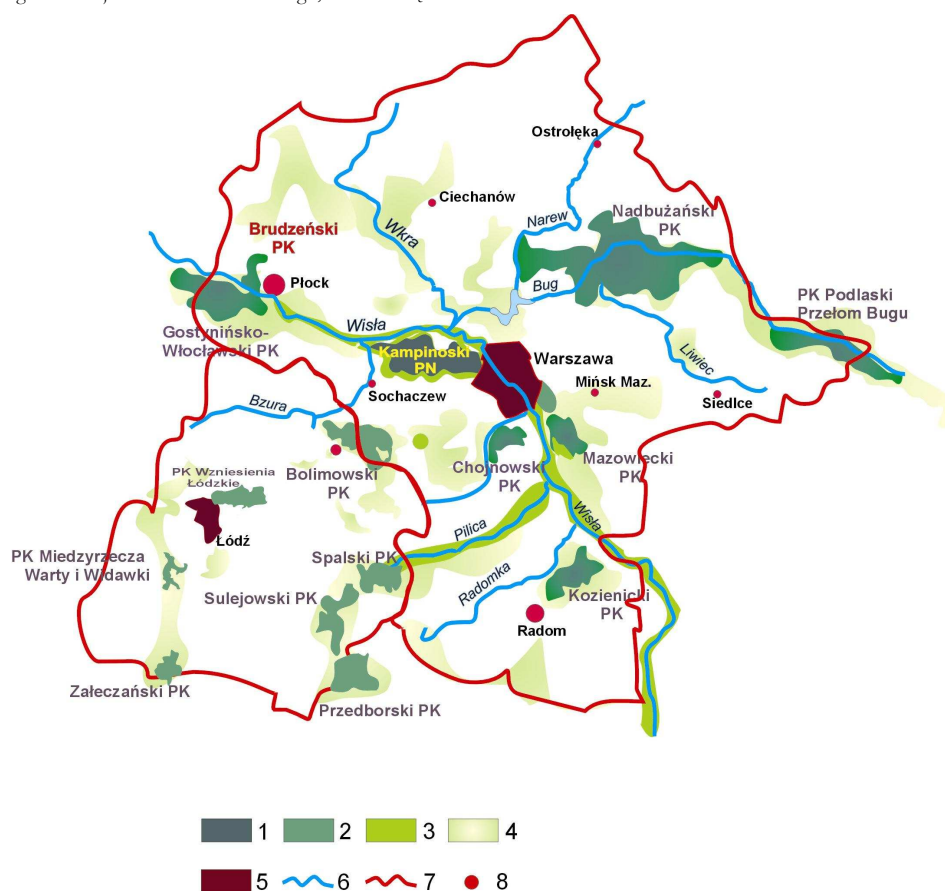 Ostrołęka
Ciechanów
Narew
Nadbużański
PK
Wkra
Brudzeński
PK
Płock
Bug
PK Podlaski
Przełom Bugu
Gostynińsko-
Włocławski PK
Wisła
Kampinoski
PN
Warszawa
Liwiec
Mińsk Maz.
Sochaczew
Siedlce
Bzura
Bolimowski
PK
Chojnowski
PK
Mazowiecki
PK
PK Wzniesienia
Łódzkie
Łódź
Pilica
Wisła
PK Miedzyrzecza
Warty i Widawki
Spalski PK
Sulejowski PK
Radomka
Kozienicki
PK
Radom
Załeczański PK
Przedborski PK
1 2 3 4
5 6 7 8